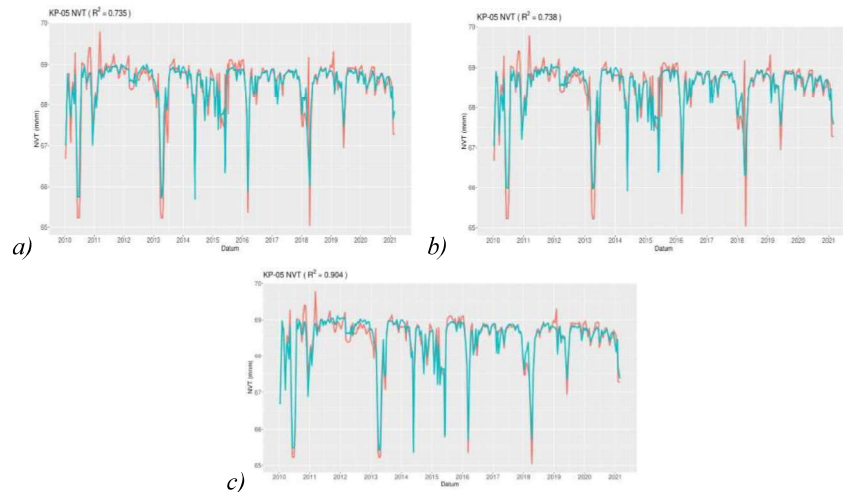 KP-05 NVT ( R² = 0.735 )
NVT (mnm)
70
69
68
67
66
65
2010 2011 2012 2013 2014 2015 2016 2017 2018 2019 2020 2021
Datum
a)
KP-05 NVT ( R² = 0.738 )
NVT (mnm)
70
69
68
67
66
65
2010 2011 2012 2013 2014 2015 2016 2017 2018 2019 2020 2021
Datum
b)
KP-05 NVT ( R² = 0.904 )
NVT (mnm)
70
69
68
67
66
65
2010 2011 2012 2013 2014 2015 2016 2017 2018 2019 2020 2021
Datum
c)